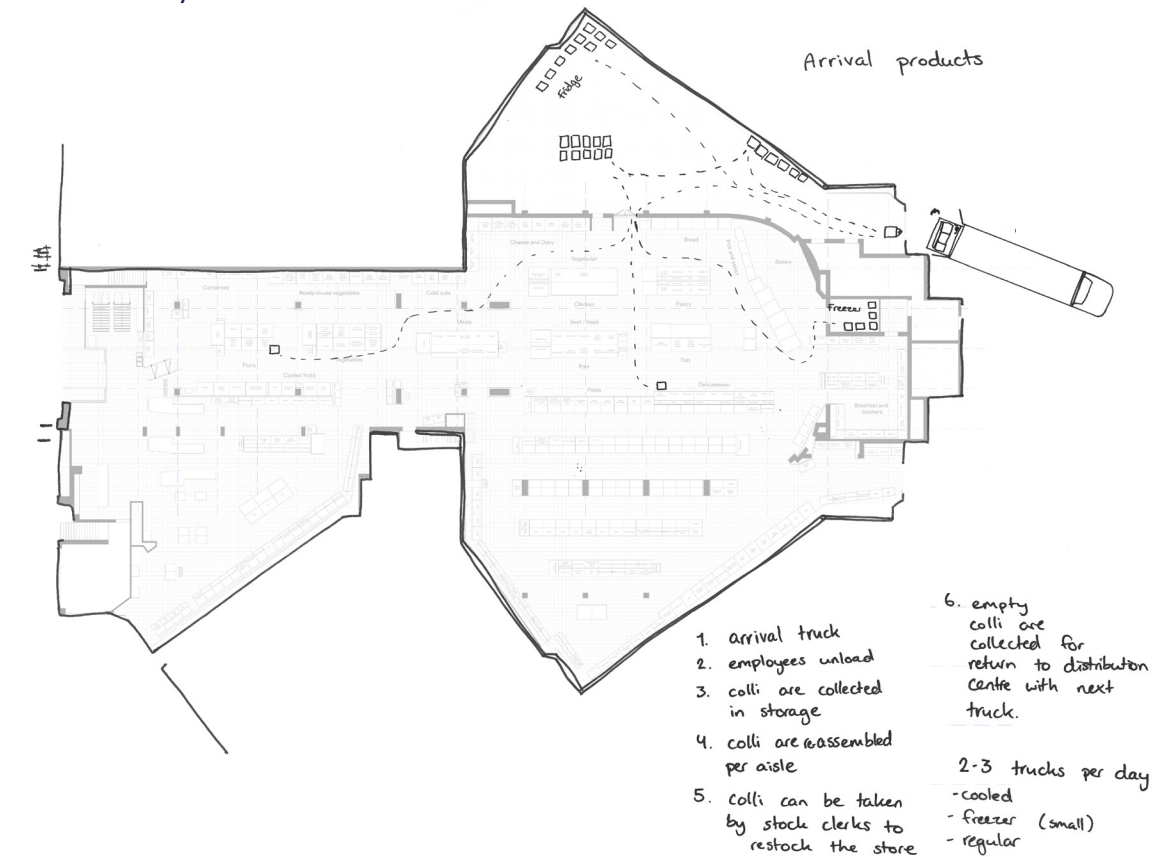 Arrival products
Fridge
Cheese and Dairy
Vegetarian
Bread
Bakery
Conserves
Ready-to-use vegetables
Cold cuts
Chicken
Pastry
Freezer
Meals
Beef / Meat
Fruits
Vegetables
Fish
Fish
Cooled fruits
Pasta
Delicatessen
Breakfast and
crackers
1. arrival truck
2. employees unload
3. colli are collected
in storage
4. colli are reassembled
per aisle
5. colli can be taken
by stock clerks to
restock the store
6. empty
colli are
collected for
return to distribution
centre with next
truck.
2-3 trucks per day
- cooled
- freezer (small)
- regular